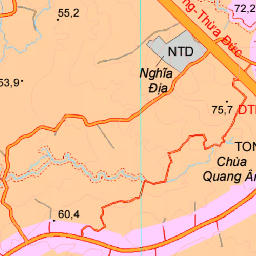 55,2
72,2
ng-Thừa Đức
NTD
53,9
Nghĩa
Địa
75,7
DT
TON
Chùa
Quang Ân
60,4